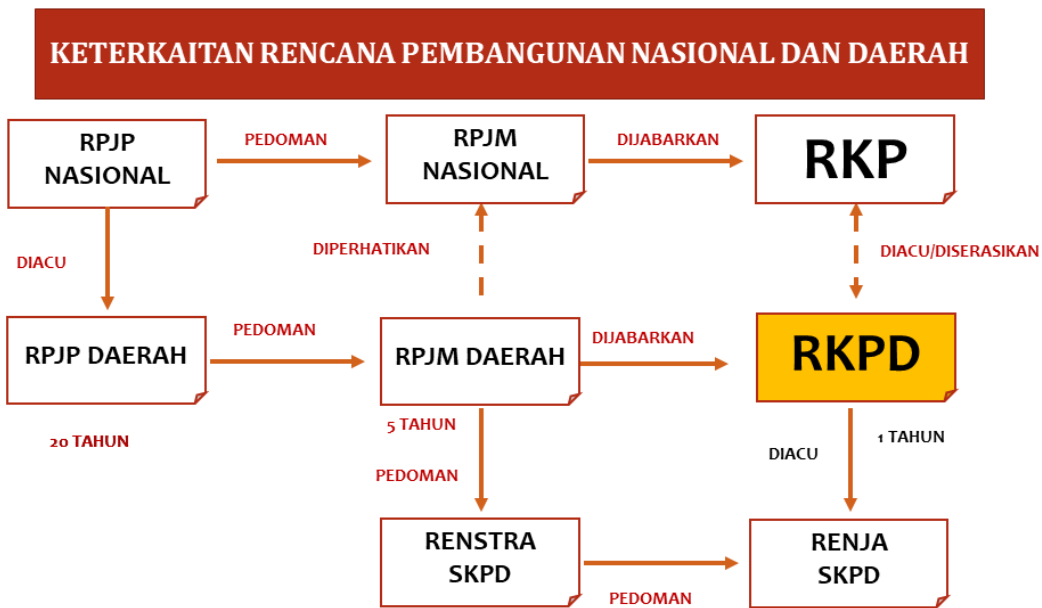 KETERKAITAN RENCANA PEMBANGUNAN NASIONAL DAN DAERAH
RPJP
NASIONAL
PEDOMAN
RPJM
NASIONAL
DIJABARKAN
RKP
DIACU
DIPERHATIKAN
DIACU/DISERASIKAN
RPJP DAERAH
PEDOMAN
RPJM DAERAH
DIJABARKAN
RKPD
20 TAHUN
5 TAHUN
1 TAHUN
PEDOMAN
DIACU
RENSTRA
SKPD
PEDOMAN
RENJA
SKPD